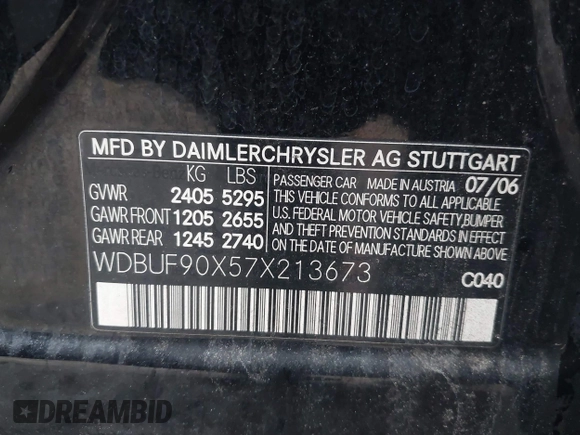 MFD BY DAIMLERCHRYSLER AG STUTTGART
KG LBS
GVWR 2405 5295
GAWR FRONT 1205 2655
GAWR REAR 1245 2740
PASSENGER CAR MADE IN AUSTRIA 07/06
THIS VEHICLE CONFORMS TO ALL APPLICABLE
U.S. FEDERAL MOTOR VEHICLE SAFETY, BUMPER
AND THEFT PREVENTION STANDARDS IN EFFECT
ON THE DATE OF MANUFACTURE SHOWN ABOVE
WDBUF90X57X213673
C040
DREAMBID